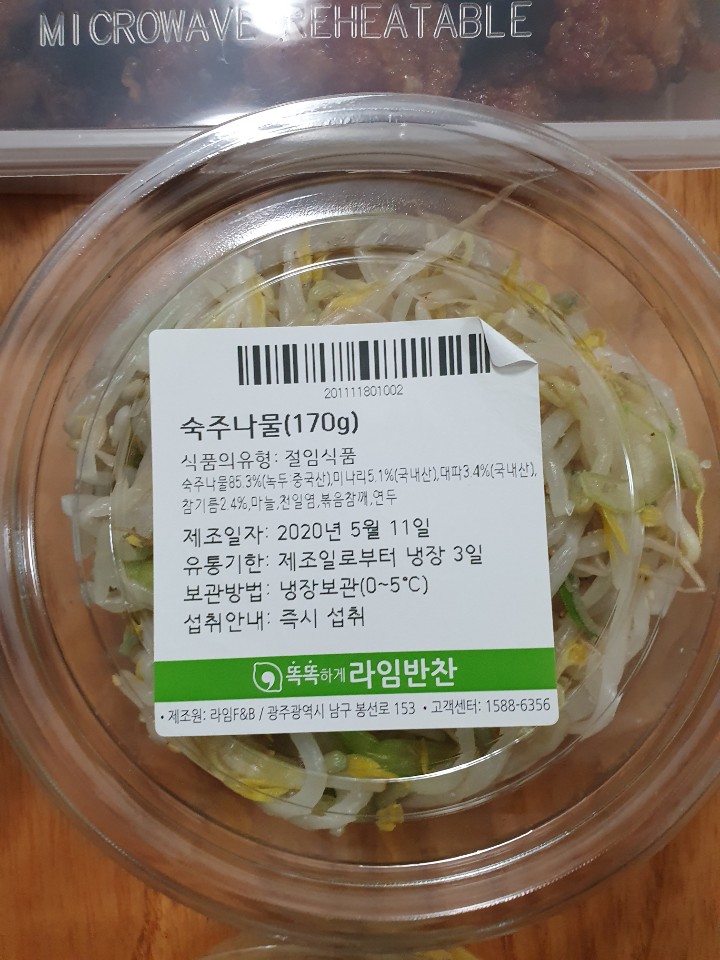 MICROWAVE REHEATABLE
201111801002
숙주나물(170g)
식품의유형: 절임식품
숙주나물85.3%(녹두:중국산),미나리5.1%(국내산),대파3.4%(국내산),
참기름2.4%,마늘,천일염,볶음참깨,연두
제조일자: 2020년 5월 11일
유통기한: 제조일로부터 냉장 3일
보관방법: 냉장보관(0~5℃)
섭취안내: 즉시 섭취
똑똑하게 라임반찬
• 제조원: 라임F&B / 광주광역시 남구 봉선로 153 • 고객센터: 1588-6356